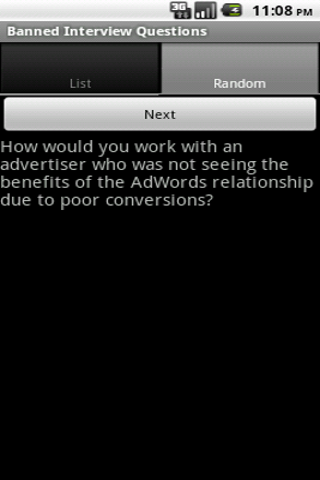 3G
11:08 PM
Banned Interview Questions
List
Random
Next
How would you work with an
advertiser who was not seeing the
benefits of the AdWords relationship
due to poor conversions?